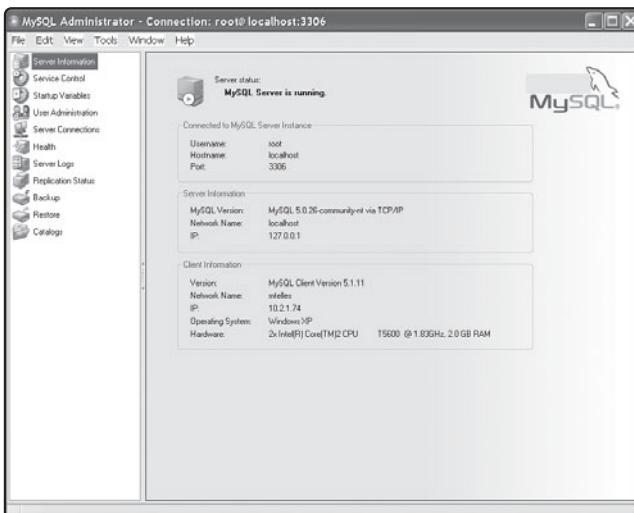 MySQL Administrator - Connection: root@localhost:3306
File Edit View Tools Window Help
Server Information
Service Control
Startup Variables
User Administration
Server Connections
Health
Server Logs
Replication Status
Backup
Restore
Catalogs
Server status:
MySQL Server is running.
MySQL
Connected to MySQL Server Instance
Username: root
Hostname: localhost
Port: 3306
Server Information
MySQL Version: MySQL 5.0.26-community-nt via TCP/IP
Network Name: localhost
IP: 127.0.0.1
Client Information
Version: MySQL Client Version 5.1.11
Network Name: mtelles
IP: 10.2.1.74
Operating System: Windows XP
Hardware: 2x Intel(R) Core(TM)2 CPU T5600 @ 1.83GHz, 2.0 GB RAM